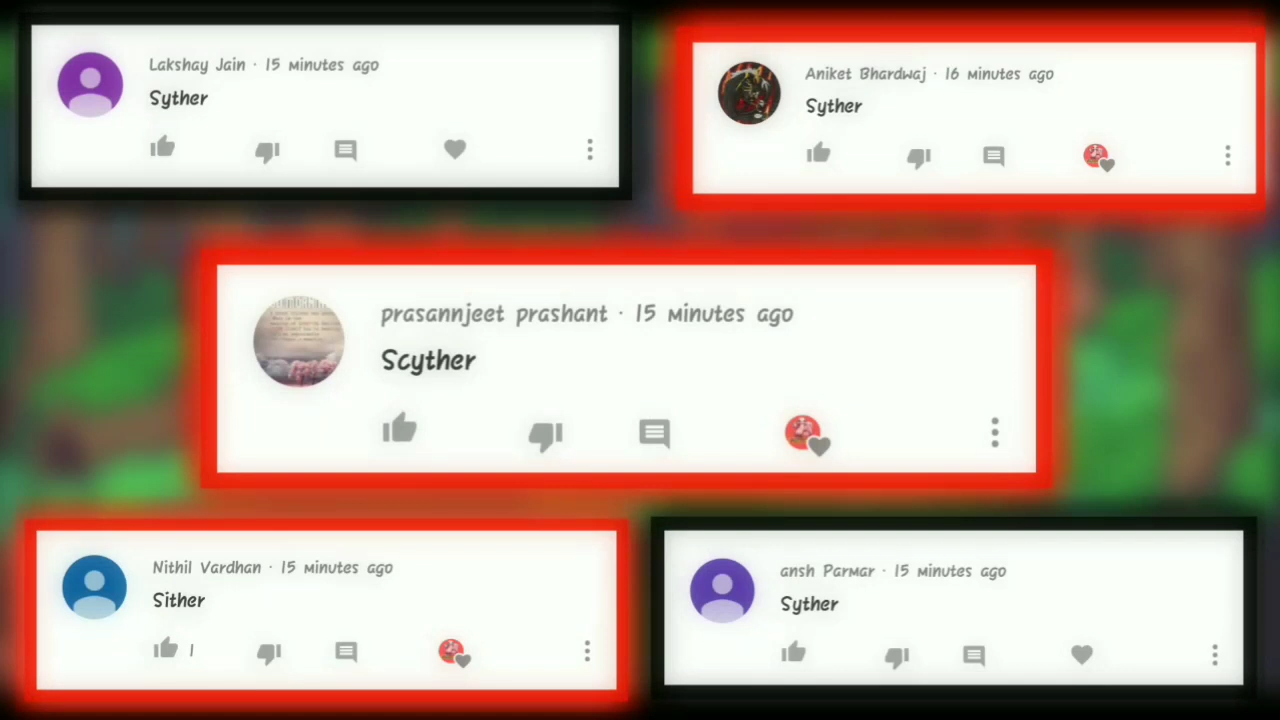 Lakshay Jain · 15 minutes ago
Syther
Aniket Bhardwaj · 16 minutes ago
Syther
prasannjeet prashant · 15 minutes ago
Scyther
Nithil Vardhan · 15 minutes ago
Sither
1
ansh Parmar · 15 minutes ago
Syther